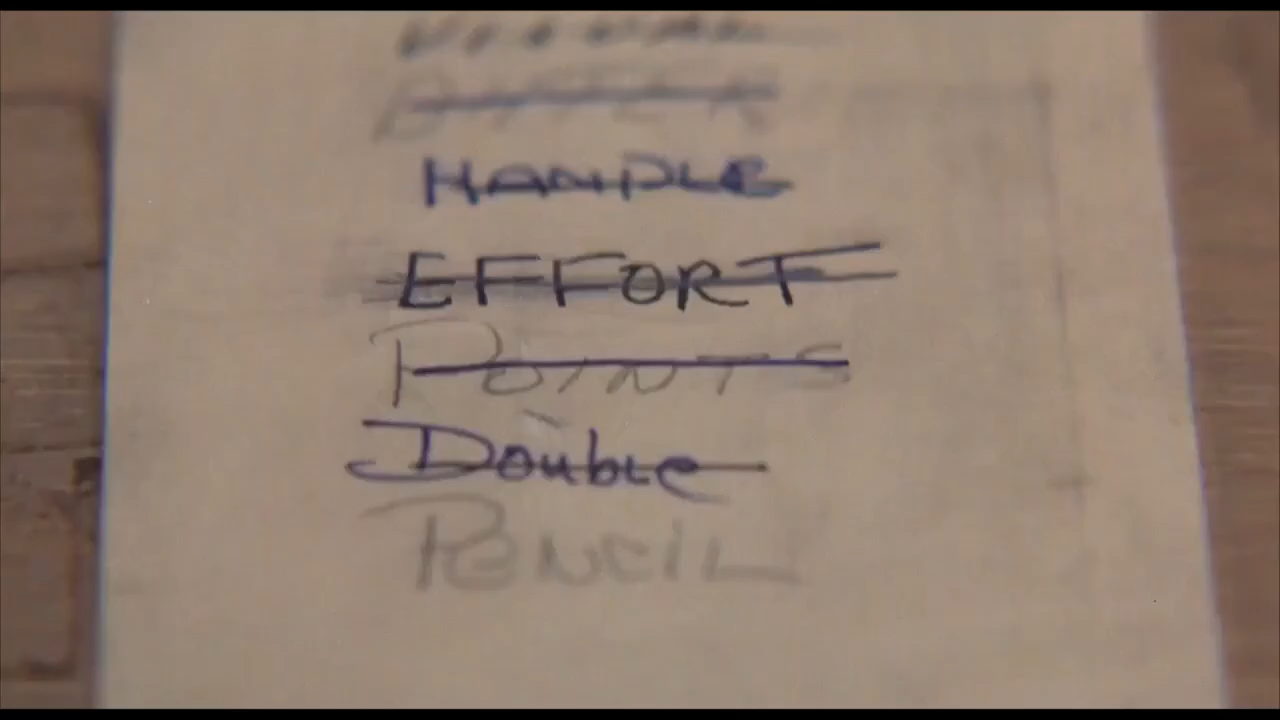 HANDLE
EFFORT
POINTS
Double
PENCIL